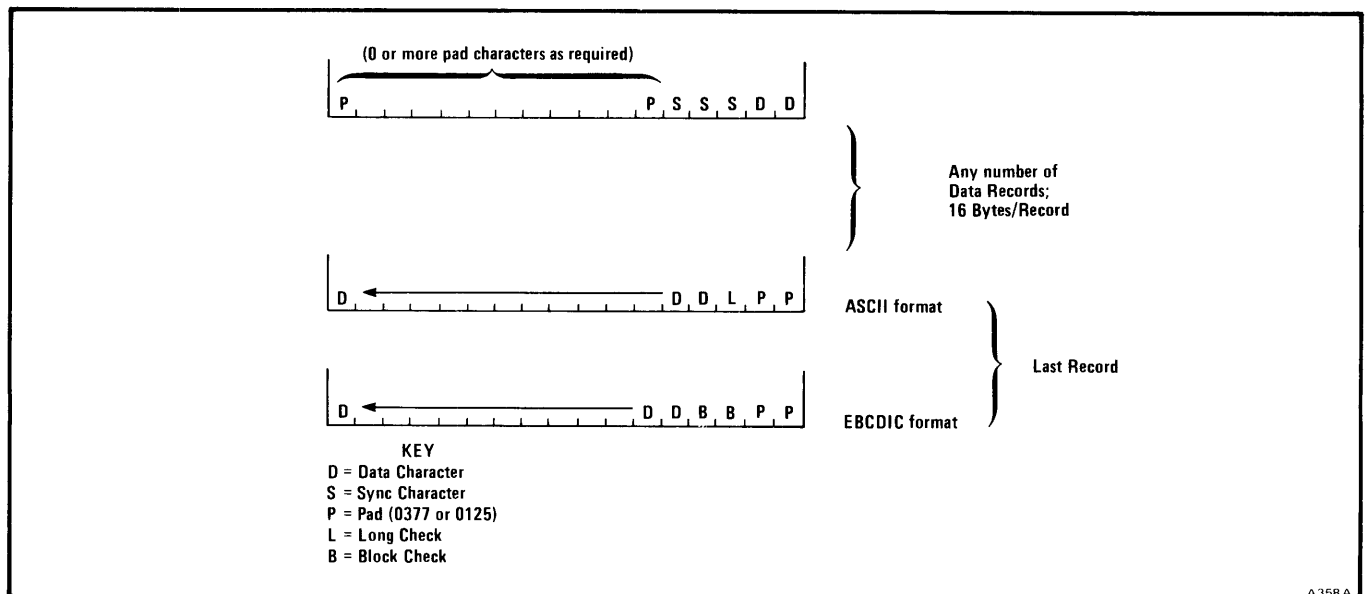 (0 or more pad characters as required)
P P S S S D D
Any number of
Data Records;
16 Bytes/Record
D D D L P P
ASCII format
Last Record
D D D B B P P
EBCDIC format
KEY
D = Data Character
S = Sync Character
P = Pad (0377 or 0125)
L = Long Check
B = Block Check
A358A